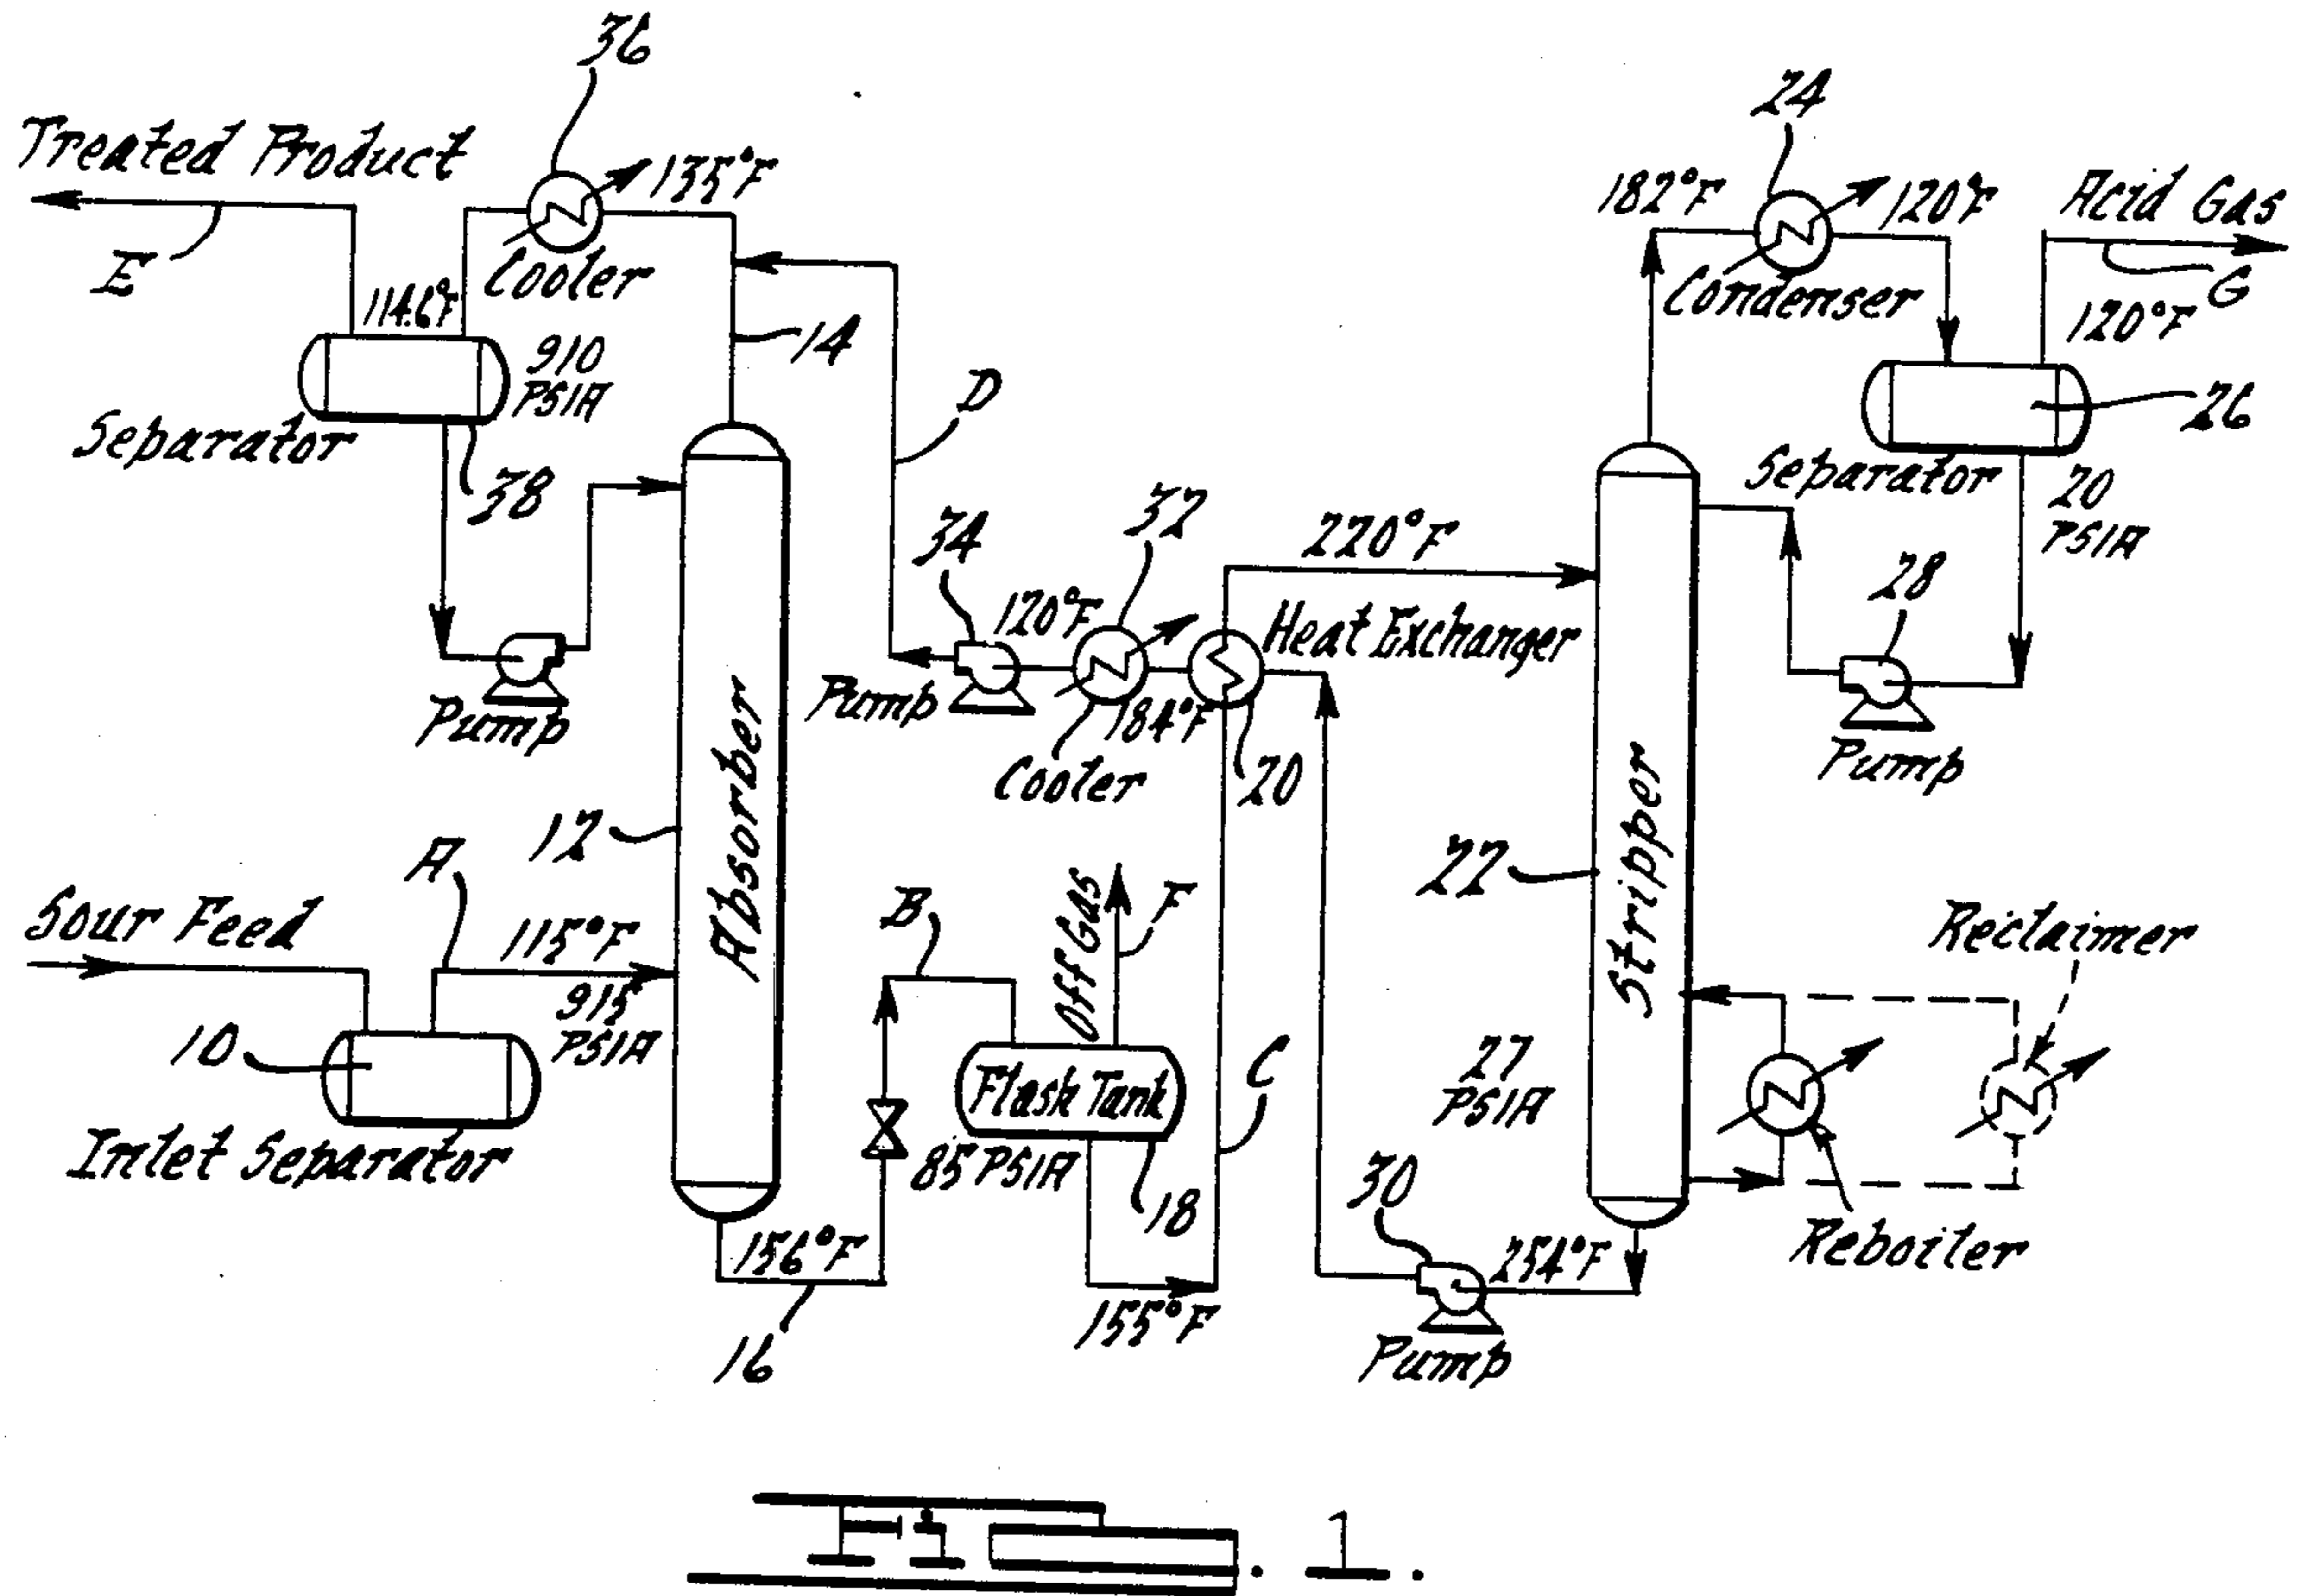 36
24
Treated Product
135°F
182°F
120°F
Acid Gas
E
Cooler
Condenser
G
114.6°F
120°F
14
910
PSIA
D
26
Separator
38
Separator
20
PSIA
34
32
220°F
28
120°F
Heat Exchanger
Pump
Pump
184°F
Cooler
20
Pump
Absorber
Stripper
12
A
22
Sour Feed
115°F
915
PSIA
B
Off Gas
F
Reclaimer
10
Flash Tank
C
27
PSIA
Inlet Separator
85 PSIA
18
30
156°F
254°F
Reboiler
155°F
16
Pump
Fig. 1.